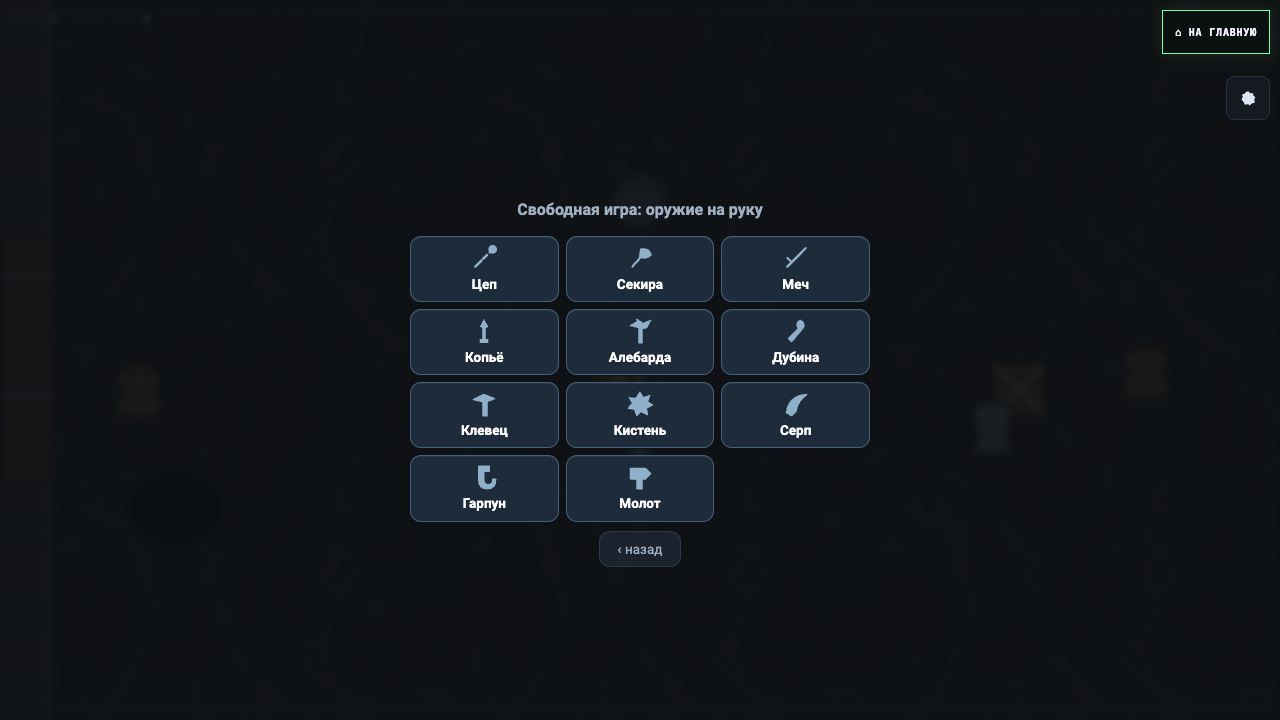 ⌂ НА ГЛАВНУЮ
Свободная игра: оружие на руку
Цеп
Секира
Меч
Копьё
Алебарда
Дубина
Клевец
Кистень
Серп
Гарпун
Молот
‹ назад